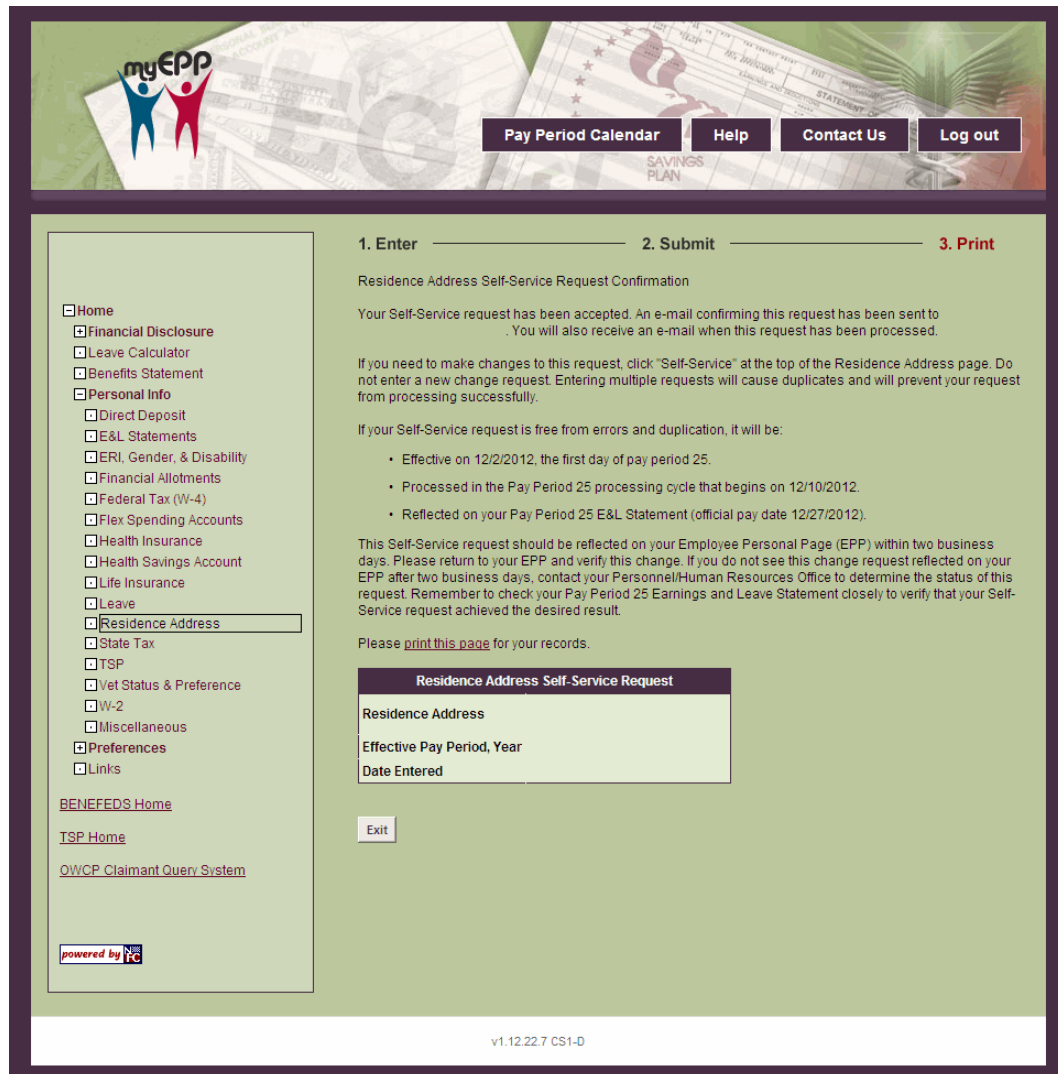 myEPP
STATEMENT
Pay Period Calendar
Help
Contact Us
Log out
SAVINGS
PLAN
1. Enter
2. Submit
3. Print
Home
Financial Disclosure
Leave Calculator
Benefits Statement
Personal Info
Direct Deposit
E&L Statements
ERI, Gender, & Disability
Financial Allotments
Federal Tax (W-4)
Flex Spending Accounts
Health Insurance
Health Savings Account
Life Insurance
Leave
Residence Address
State Tax
TSP
Vet Status & Preference
W-2
Miscellaneous
Preferences
Links
BENEFEDS Home
TSP Home
OWCP Claimant Query System
powered by NFC
Residence Address Self-Service Request Confirmation
Your Self-Service request has been accepted. An e-mail confirming this request has been sent to
. You will also receive an e-mail when this request has been processed.
If you need to make changes to this request, click "Self-Service" at the top of the Residence Address page. Do
not enter a new change request. Entering multiple requests will cause duplicates and will prevent your request
from processing successfully.
If your Self-Service request is free from errors and duplication, it will be:
• Effective on 12/2/2012, the first day of pay period 25.
• Processed in the Pay Period 25 processing cycle that begins on 12/10/2012.
• Reflected on your Pay Period 25 E&L Statement (official pay date 12/27/2012).
This Self-Service request should be reflected on your Employee Personal Page (EPP) within two business
days. Please return to your EPP and verify this change. If you do not see this change request reflected on your
EPP after two business days, contact your Personnel/Human Resources Office to determine the status of this
request. Remember to check your Pay Period 25 Earnings and Leave Statement closely to verify that your Self-
Service request achieved the desired result.
Please print this page for your records.
Residence Address Self-Service Request
Residence Address
Effective Pay Period, Year
Date Entered
Exit
v1.12.22.7 CS1-D